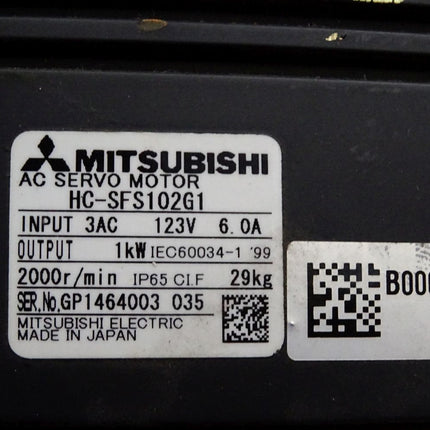 MITSUBISHI
AC SERVO MOTOR
HC-SFS102G1
INPUT 3AC 123V 6.0A
OUTPUT 1kW IEC60034-1 '99
2000r/min IP65 CI.F 29kg
SER.No.GP1464003 035
MITSUBISHI ELECTRIC
MADE IN JAPAN